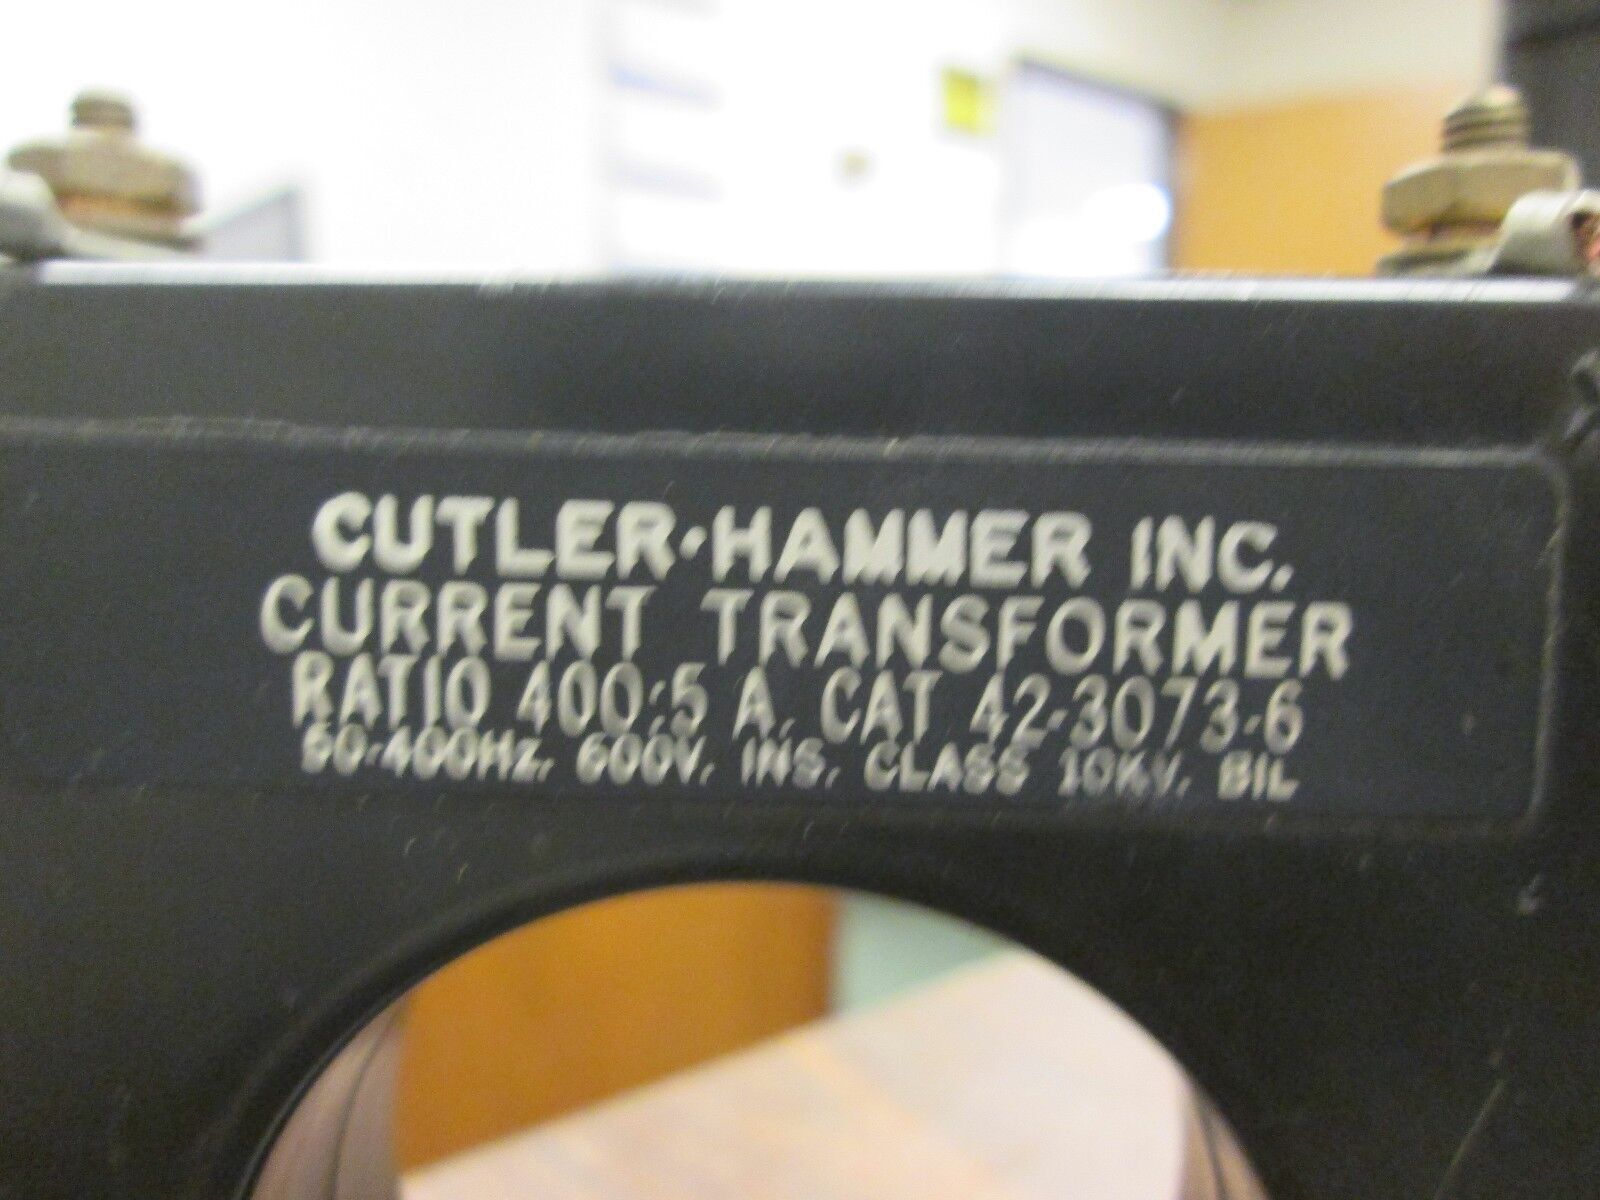 CUTLER-HAMMER INC.
CURRENT TRANSFORMER
RATIO 400:5 A. CAT 42-3073-6
50-400Hz. 600V. INS. CLASS 10KV. BIL